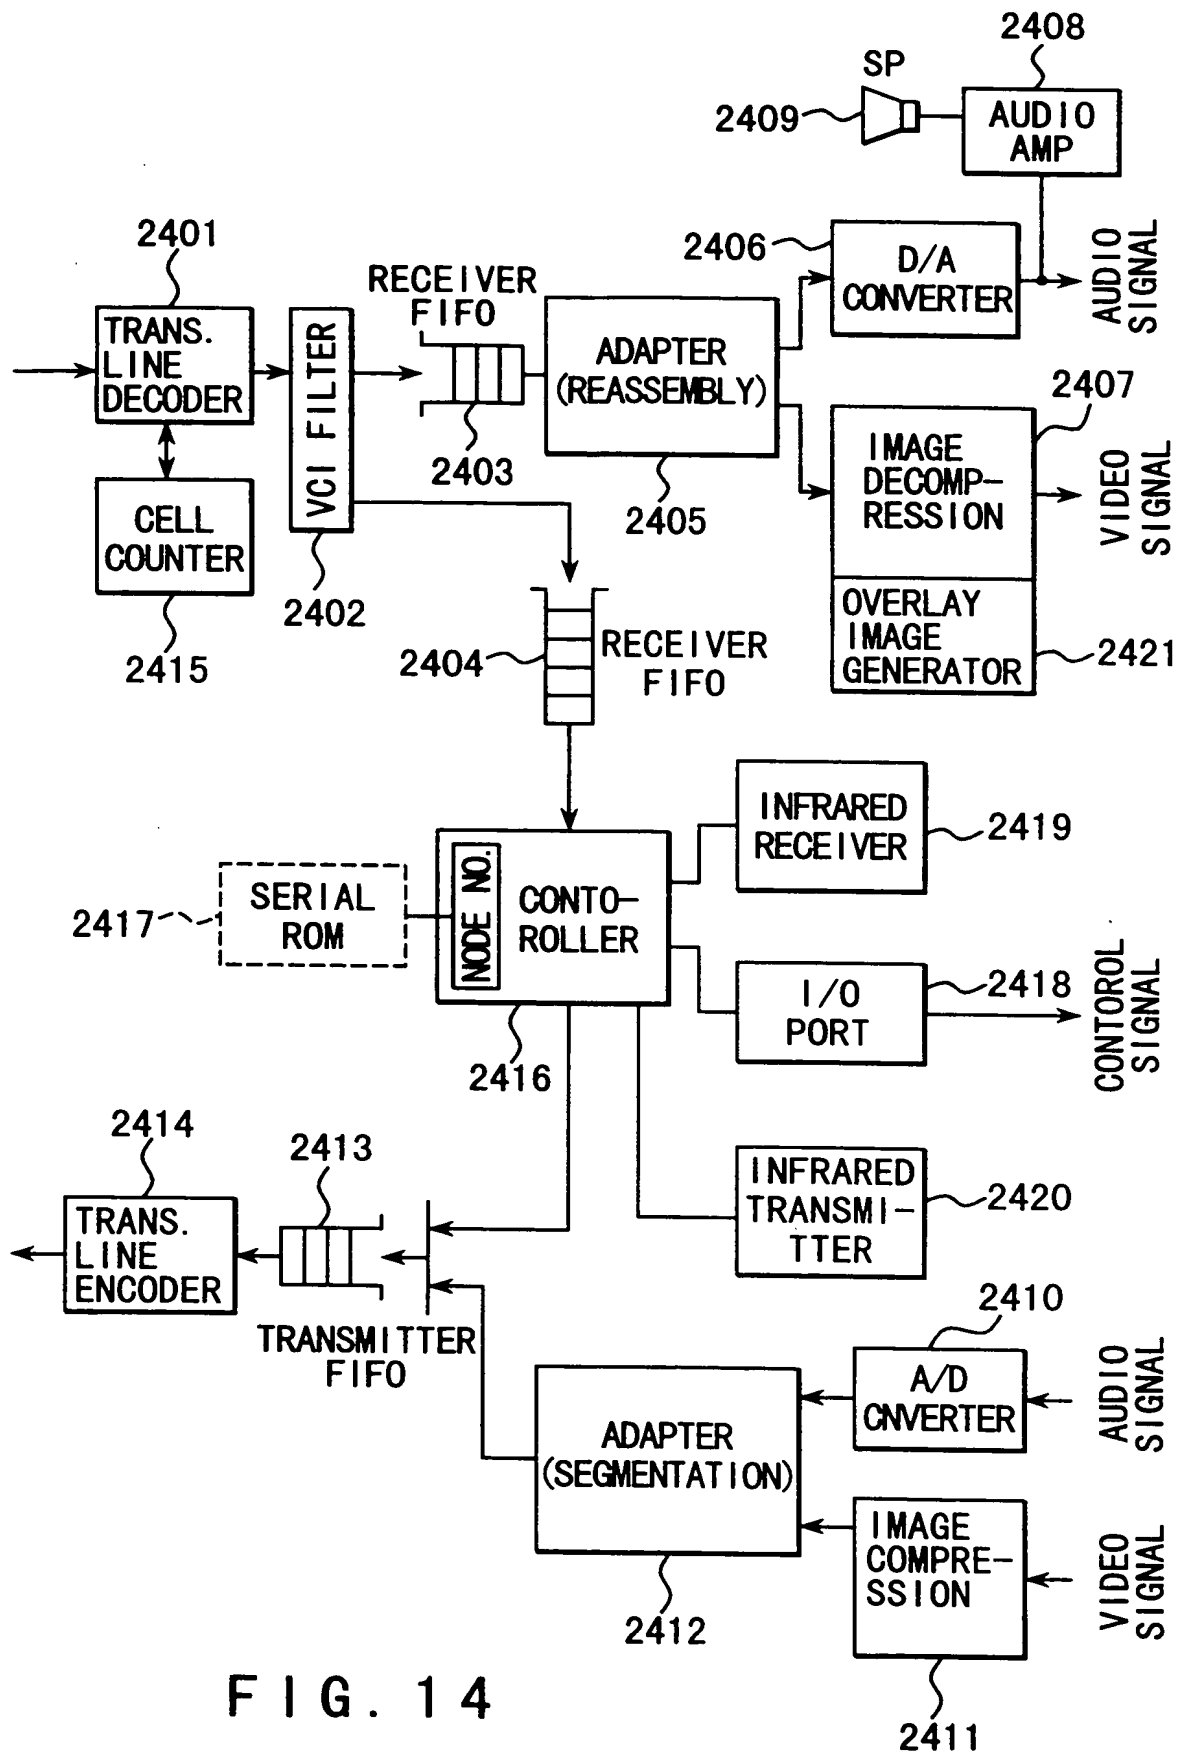 2408
SP
2409
AUDIO
AMP
2401
2406
D/A
CONVERTER
AUDIO
SIGNAL
RECEIVER
FIFO
TRANS.
LINE
DECODER
VCI FILTER
ADAPTER
(REASSEMBLY)
2407
IMAGE
DECOMP-
RESSION
VIDEO
SIGNAL
2403
2405
CELL
COUNTER
2402
2415
OVERLAY
IMAGE
GENERATOR
2421
2404
RECEIVER
FIFO
INFRARED
RECEIVER
2419
SERIAL
ROM
2417
NODE NO.
CONTO-
ROLLER
2416
I/O
PORT
2418
CONTOROL
SIGNAL
2414
2413
TRANS.
LINE
ENCODER
INFRARED
TRANSMI-
TTER
2420
TRANSMITTER
FIFO
2410
A/D
CNVERTER
AUDIO
SIGNAL
ADAPTER
(SEGMENTATION)
IMAGE
COMPRE-
SSION
VIDEO
SIGNAL
2412
2411
FIG. 14